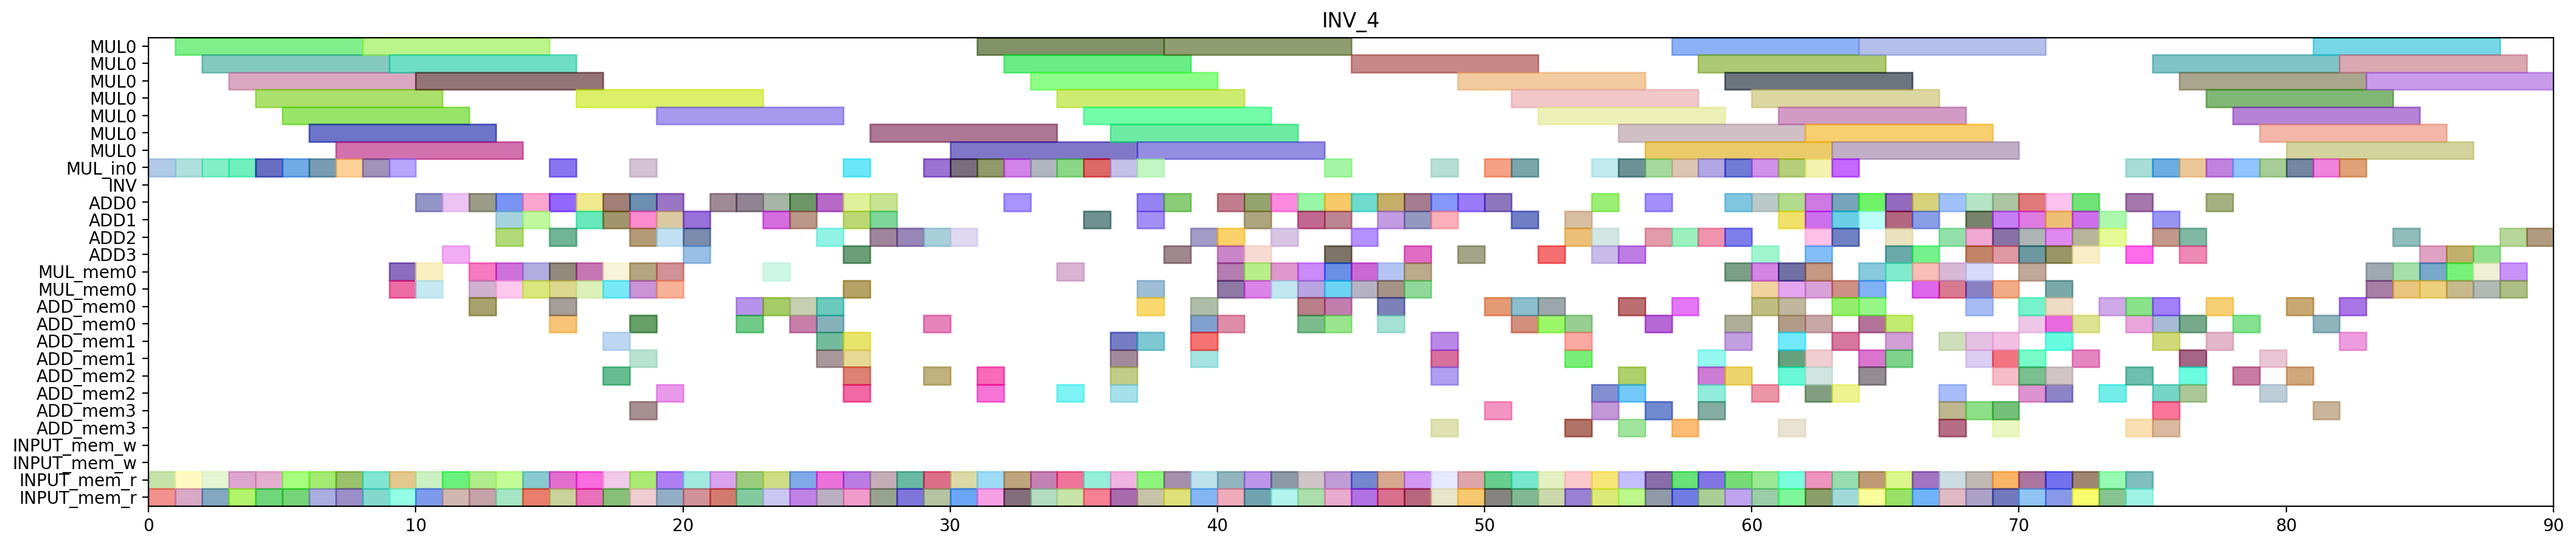 INV_4
MUL0
MUL0
MUL0
MUL0
MUL0
MUL0
MUL0
MUL_in0
INV
ADD0
ADD1
ADD2
ADD3
MUL_mem0
MUL_mem0
ADD_mem0
ADD_mem0
ADD_mem1
ADD_mem1
ADD_mem2
ADD_mem2
ADD_mem3
ADD_mem3
INPUT_mem_w
INPUT_mem_w
INPUT_mem_r
INPUT_mem_r
0 10 20 30 40 50 60 70 80 90